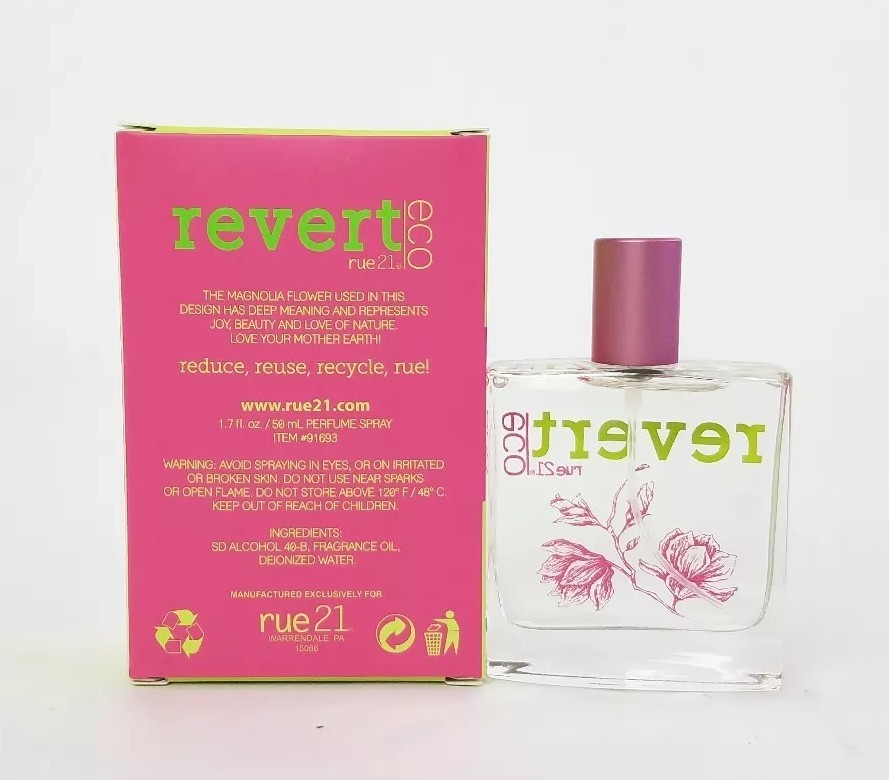 revert eco
rue21®
THE MAGNOLIA FLOWER USED IN THIS
DESIGN HAS DEEP MEANING AND REPRESENTS
JOY, BEAUTY AND LOVE OF NATURE.
LOVE YOUR MOTHER EARTH!
reduce, reuse, recycle, rue!
www.rue21.com
1.7 fl. oz. / 50 mL PERFUME SPRAY
ITEM #91693
WARNING: AVOID SPRAYING IN EYES, OR ON IRRITATED
OR BROKEN SKIN. DO NOT USE NEAR SPARKS
OR OPEN FLAME. DO NOT STORE ABOVE 120° F / 48° C.
KEEP OUT OF REACH OF CHILDREN.
INGREDIENTS:
SD ALCOHOL 40-B, FRAGRANCE OIL,
DEIONIZED WATER.
MANUFACTURED EXCLUSIVELY FOR
rue21
WARRENDALE PA
15086
revert eco
rue21®